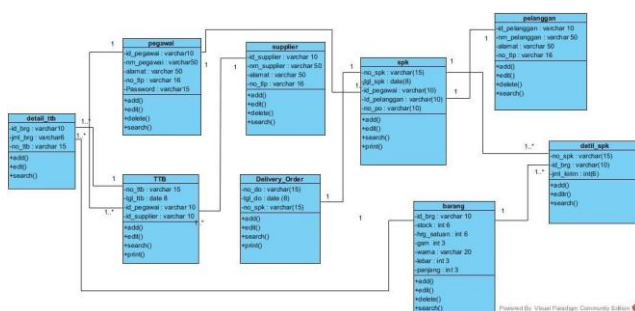 pegawai
-id_pegawai : varchar10
-nm_pegawai : varchar50
-alamat : varchar 50
-no_tlp : varchar 16
-Password : varchar15
+add()
+edit()
+delete()
+search()
supplier
-id_supplier : varchar 10
-nm_supplier : varchar 50
-alamat : varchar 50
-no_tlp : varchar 16
+add()
+edit()
+delete()
+search()
spk
-no_spk : varchar(15)
-tgl_spk : date(8)
-id_pegawai : varchar(10)
-id_pelanggan : varchar(10)
-no_po : varchar(10)
+add()
+edit()
+search()
+print()
pelanggan
-id_pelanggan : varchar 10
-nm_pelanggan : varchar 50
-alamat : varchar 50
-no_tlp : varchar 16
+add()
+edit()
+delete()
+search()
detail_ttb
-id_brg : varchar10
-jml_brg : varchar6
-no_ttb : varchar 15
+add()
+edit()
+search()
TTB
-no_ttb : varchar 15
-tgl_ttb : date 8
-id_pegawai : varchar 10
-id_supplier : varchar 10
+add()
+edit()
+search()
+print()
Delivery_Order
-no_do : varchar(15)
-tgl_do : date (8)
-no_spk : varchar(15)
+add()
+edit()
+search()
+print()
barang
-id_brg : varchar 10
-stock : int 6
-hrg_satuan : int 6
-gsm : int 3
-warna : varchar 20
-lebar : int 3
-panjang : int 3
+add()
+edit()
+delete()
+search()
detil_spk
-no_spk : varchar(15)
-id_brg : varchar(10)
-jml_kirim : int(6)
+add()
+editr()
+search()
1
1
1
1
1
1
1
1
1
1
1
1..*
1..*
1..*
1..*
1..*
1..*
Powered By Visual Paradigm Community Edition